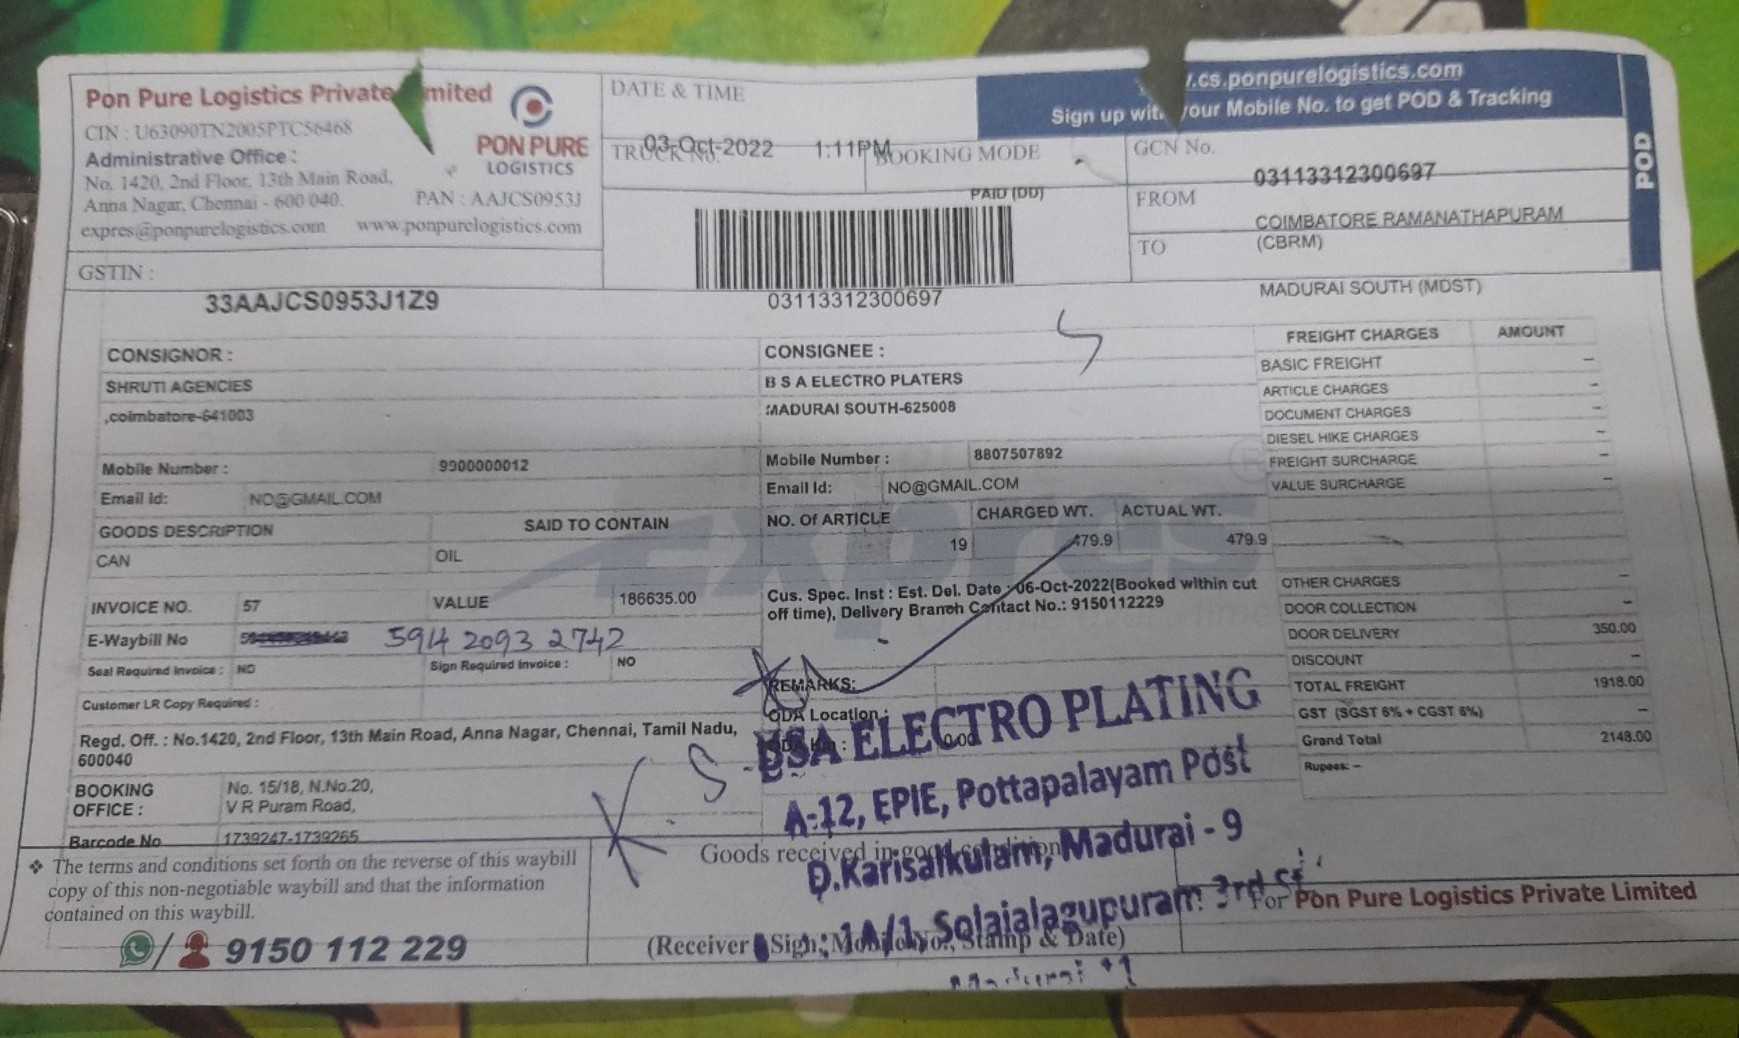 Pon Pure Logistics Private Limited
CIN : U63090TN2005PTC56468
Administrative Office :
No. 1420, 2nd Floor, 13th Main Road,
Anna Nagar, Chennai - 600 040.
PAN : AAJCS0953J
expres@ponpurelogistics.com www.ponpurelogistics.com
PON PURE
LOGISTICS
GSTIN :
33AAJCS0953J1Z9
DATE & TIME
03-Oct-2022 1:11PM
TRUCK No.
BOOKING MODE
PAID (DD)
03113312300697
.cs.ponpurelogistics.com
Sign up with your Mobile No. to get POD & Tracking
POD
GCN No.
03113312300697
FROM
COIMBATORE RAMANATHAPURAM
(CBRM)
TO
MADURAI SOUTH (MDST)
CONSIGNOR :
SHRUTI AGENCIES
,coimbatore-641003
Mobile Number : 9900000012
Email Id: NO@GMAIL.COM
CONSIGNEE :
B S A ELECTRO PLATERS
MADURAI SOUTH-625008
Mobile Number : 8807507892
Email Id: NO@GMAIL.COM
GOODS DESCRIPTION SAID TO CONTAIN
CAN OIL
NO. Of ARTICLE CHARGED WT. ACTUAL WT.
19 479.9 479.9
INVOICE NO. 57 VALUE 186635.00
E-Waybill No 5942 2093 2742
Seal Required Invoice : NO Sign Required Invoice : NO
Customer LR Copy Required :
Cus. Spec. Inst : Est. Del. Date : 06-Oct-2022(Booked within cut
off time), Delivery Branch Contact No.: 9150112229
REMARKS:
ODA Location :
0.00
Regd. Off. : No.1420, 2nd Floor, 13th Main Road, Anna Nagar, Chennai, Tamil Nadu,
600040
BOOKING
OFFICE :
No. 15/18, N.No.20,
V R Puram Road,
Barcode No 1739247-1739265
FREIGHT CHARGES AMOUNT
BASIC FREIGHT –
ARTICLE CHARGES –
DOCUMENT CHARGES –
DIESEL HIKE CHARGES –
FREIGHT SURCHARGE –
VALUE SURCHARGE –
OTHER CHARGES –
DOOR COLLECTION –
DOOR DELIVERY 350.00
DISCOUNT –
TOTAL FREIGHT 1918.00
GST (SGST 6% + CGST 6%) –
Grand Total 2148.00
Rupees: –
BSA ELECTRO PLATING
A-12, EPIE, Pottapalayam Post
D.Karisalkulam, Madurai - 9
1A/1, Solaialagupuram 3rd St.
Madurai
❖ The terms and conditions set forth on the reverse of this waybill
copy of this non-negotiable waybill and that the information
contained on this waybill.
9150 112 229
Goods received in good condition
(Receiver Sign, Mobile No., Stamp & Date)
For Pon Pure Logistics Private Limited
expres